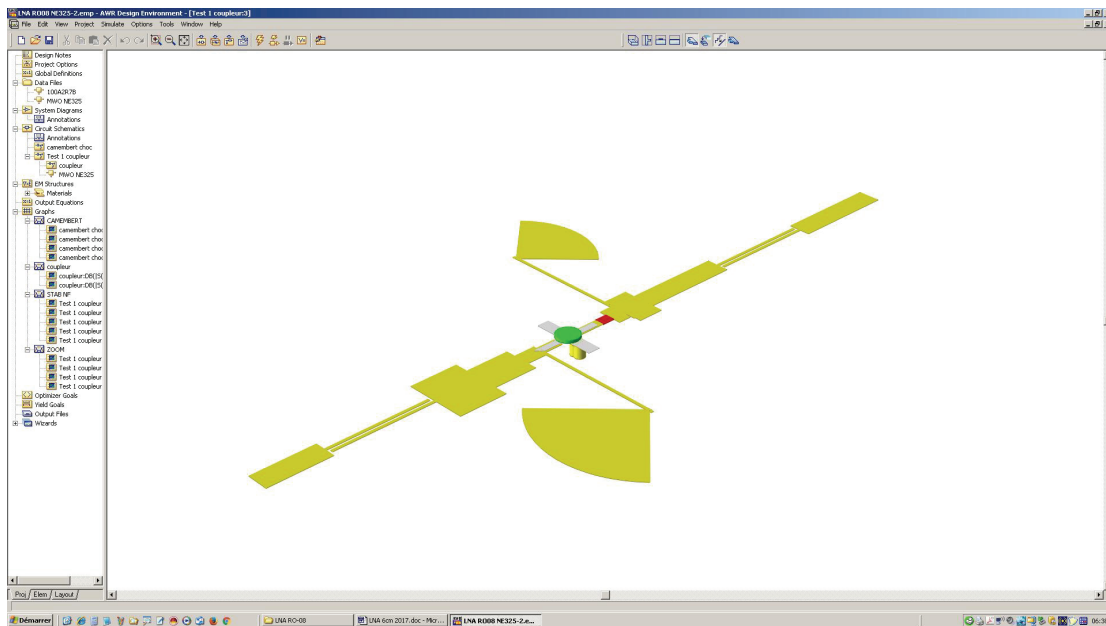 LNA RO08 NE325-2.emp - AWR Design Environment - [Test 1 coupleur:3]
File Edit View Project Simulate Options Tools Window Help
Design Notes
Project Options
Global Definitions
Data Files
100A2R7B
MWO NE325
System Diagrams
Annotations
Circuit Schematics
Annotations
camembert choc
Test 1 coupleur
coupleur
MWO NE325
EM Structures
Materials
Output Equations
Graphs
CAMEMBERT
camembert choc
camembert choc
camembert choc
camembert choc
coupleur
coupleur:DB(|S(
coupleur:DB(|S(
STAB NF
Test 1 coupleur
Test 1 coupleur
Test 1 coupleur
Test 1 coupleur
Test 1 coupleur
ZOOM
Test 1 coupleur
Test 1 coupleur
Test 1 coupleur
Test 1 coupleur
Optimizer Goals
Yield Goals
Output Files
Wizards
Proj Elem Layout
Démarrer LNA RO-08 LNA 6cm 2017.doc - Micr... LNA RO08 NE325-2.e...